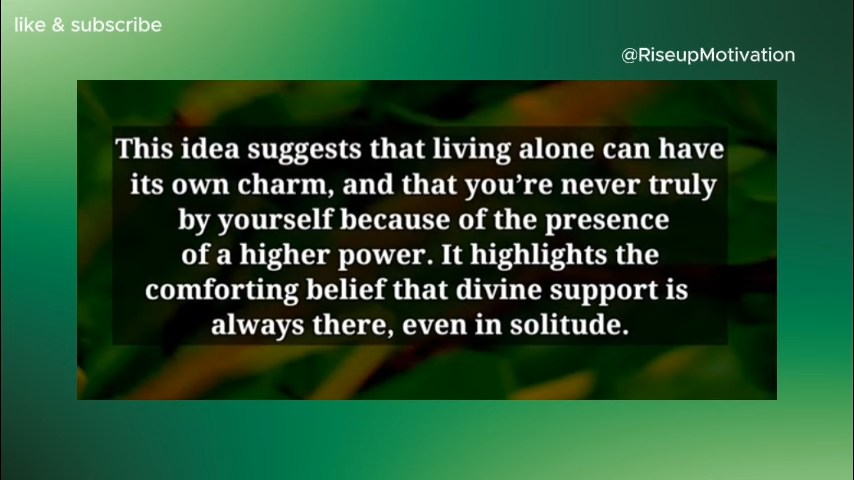 like & subscribe
@RiseupMotivation
This idea suggests that living alone can have
its own charm, and that you’re never truly
by yourself because of the presence
of a higher power. It highlights the
comforting belief that divine support is
always there, even in solitude.